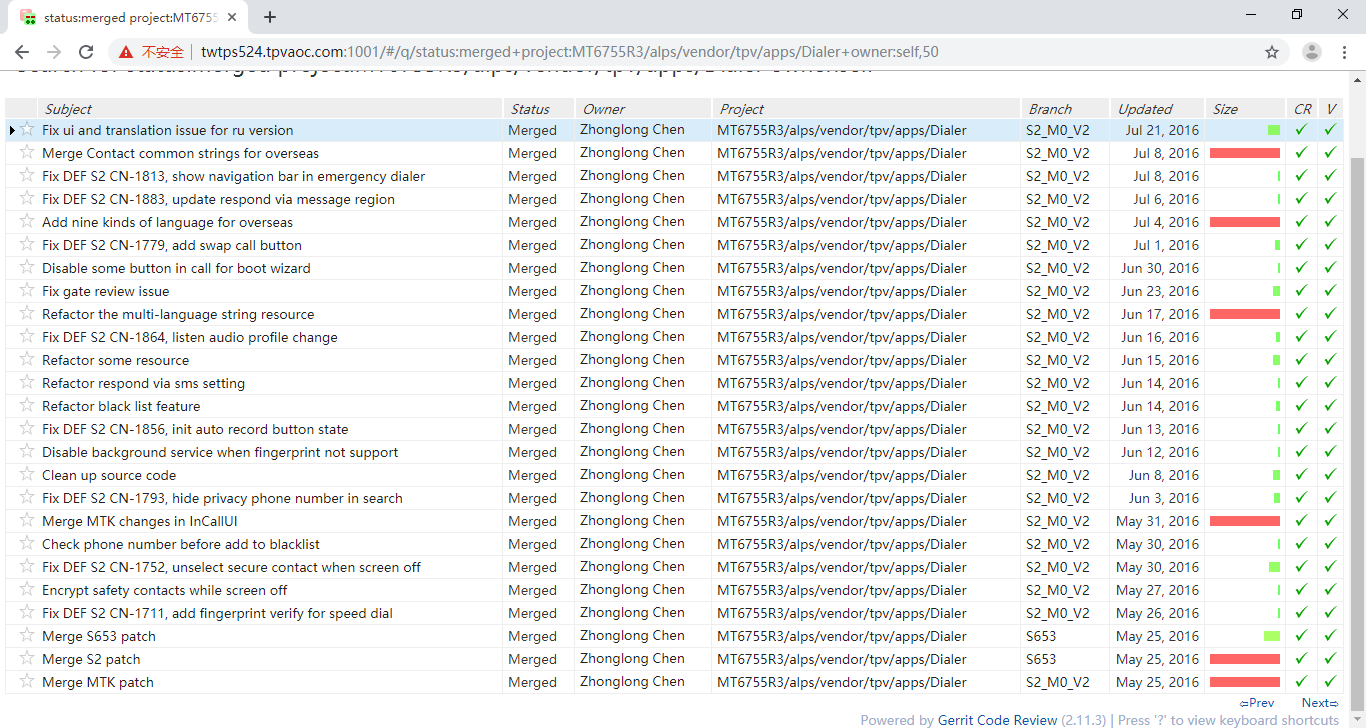 status:merged project:MT6755
不安全 twtps524.tpvaoc.com:1001/#/q/status:merged+project:MT6755R3/alps/vendor/tpv/apps/Dialer+owner:self,50
Subject Status Owner Project Branch Updated Size CR V
Fix ui and translation issue for ru version Merged Zhonglong Chen MT6755R3/alps/vendor/tpv/apps/Dialer S2_M0_V2 Jul 21, 2016
Merge Contact common strings for overseas Merged Zhonglong Chen MT6755R3/alps/vendor/tpv/apps/Dialer S2_M0_V2 Jul 8, 2016
Fix DEF S2 CN-1813, show navigation bar in emergency dialer Merged Zhonglong Chen MT6755R3/alps/vendor/tpv/apps/Dialer S2_M0_V2 Jul 8, 2016
Fix DEF S2 CN-1883, update respond via message region Merged Zhonglong Chen MT6755R3/alps/vendor/tpv/apps/Dialer S2_M0_V2 Jul 6, 2016
Add nine kinds of language for overseas Merged Zhonglong Chen MT6755R3/alps/vendor/tpv/apps/Dialer S2_M0_V2 Jul 4, 2016
Fix DEF S2 CN-1779, add swap call button Merged Zhonglong Chen MT6755R3/alps/vendor/tpv/apps/Dialer S2_M0_V2 Jul 1, 2016
Disable some button in call for boot wizard Merged Zhonglong Chen MT6755R3/alps/vendor/tpv/apps/Dialer S2_M0_V2 Jun 30, 2016
Fix gate review issue Merged Zhonglong Chen MT6755R3/alps/vendor/tpv/apps/Dialer S2_M0_V2 Jun 23, 2016
Refactor the multi-language string resource Merged Zhonglong Chen MT6755R3/alps/vendor/tpv/apps/Dialer S2_M0_V2 Jun 17, 2016
Fix DEF S2 CN-1864, listen audio profile change Merged Zhonglong Chen MT6755R3/alps/vendor/tpv/apps/Dialer S2_M0_V2 Jun 16, 2016
Refactor some resource Merged Zhonglong Chen MT6755R3/alps/vendor/tpv/apps/Dialer S2_M0_V2 Jun 15, 2016
Refactor respond via sms setting Merged Zhonglong Chen MT6755R3/alps/vendor/tpv/apps/Dialer S2_M0_V2 Jun 14, 2016
Refactor black list feature Merged Zhonglong Chen MT6755R3/alps/vendor/tpv/apps/Dialer S2_M0_V2 Jun 14, 2016
Fix DEF S2 CN-1856, init auto record button state Merged Zhonglong Chen MT6755R3/alps/vendor/tpv/apps/Dialer S2_M0_V2 Jun 13, 2016
Disable background service when fingerprint not support Merged Zhonglong Chen MT6755R3/alps/vendor/tpv/apps/Dialer S2_M0_V2 Jun 12, 2016
Clean up source code Merged Zhonglong Chen MT6755R3/alps/vendor/tpv/apps/Dialer S2_M0_V2 Jun 8, 2016
Fix DEF S2 CN-1793, hide privacy phone number in search Merged Zhonglong Chen MT6755R3/alps/vendor/tpv/apps/Dialer S2_M0_V2 Jun 3, 2016
Merge MTK changes in InCallUI Merged Zhonglong Chen MT6755R3/alps/vendor/tpv/apps/Dialer S2_M0_V2 May 31, 2016
Check phone number before add to blacklist Merged Zhonglong Chen MT6755R3/alps/vendor/tpv/apps/Dialer S2_M0_V2 May 30, 2016
Fix DEF S2 CN-1752, unselect secure contact when screen off Merged Zhonglong Chen MT6755R3/alps/vendor/tpv/apps/Dialer S2_M0_V2 May 30, 2016
Encrypt safety contacts while screen off Merged Zhonglong Chen MT6755R3/alps/vendor/tpv/apps/Dialer S2_M0_V2 May 27, 2016
Fix DEF S2 CN-1711, add fingerprint verify for speed dial Merged Zhonglong Chen MT6755R3/alps/vendor/tpv/apps/Dialer S2_M0_V2 May 26, 2016
Merge S653 patch Merged Zhonglong Chen MT6755R3/alps/vendor/tpv/apps/Dialer S653 May 25, 2016
Merge S2 patch Merged Zhonglong Chen MT6755R3/alps/vendor/tpv/apps/Dialer S653 May 25, 2016
Merge MTK patch Merged Zhonglong Chen MT6755R3/alps/vendor/tpv/apps/Dialer S2_M0_V2 May 25, 2016
⇦Prev Next⇨
Powered by Gerrit Code Review (2.11.3) | Press '?' to view keyboard shortcuts